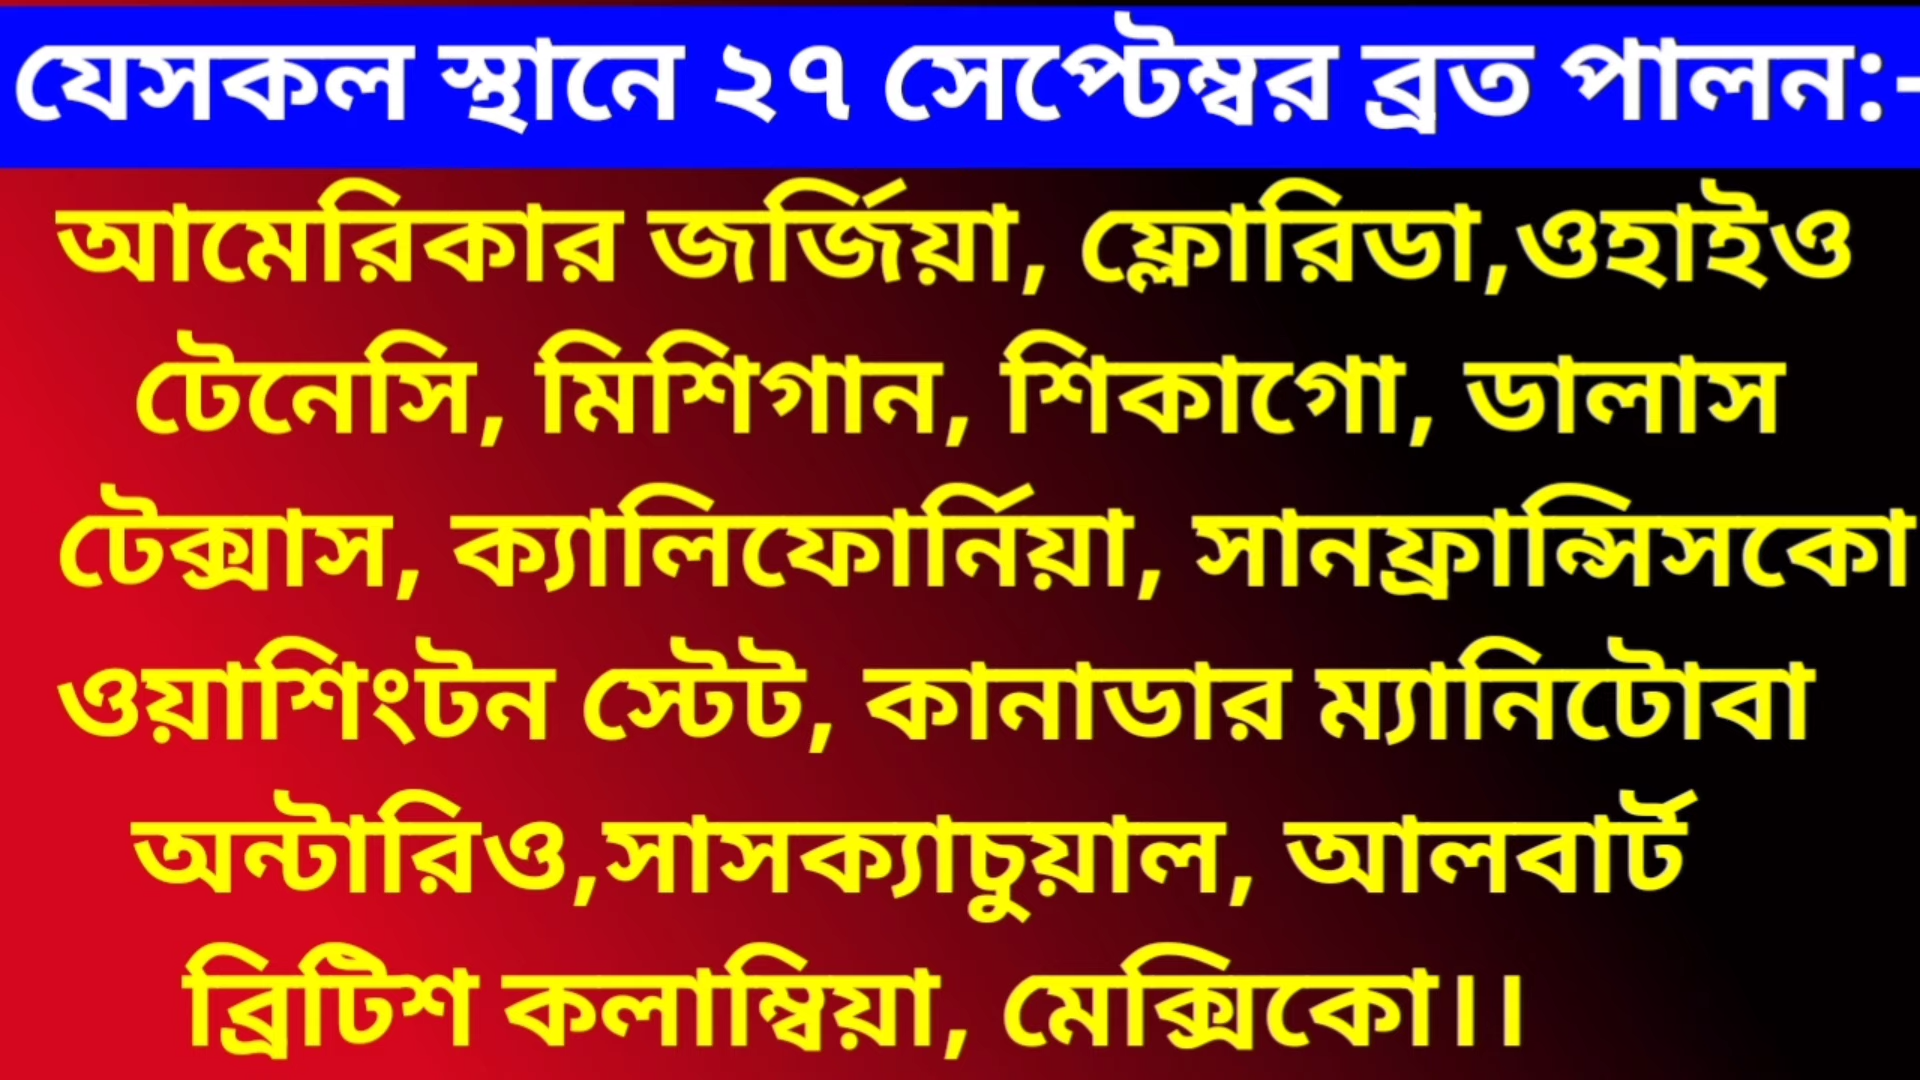 যেসকল স্থানে ২৭ সেপ্টেম্বর ব্রত পালন:-
আমেরিকার জর্জিয়া, ফ্লোরিডা,ওহাইও
টেনেসি, মিশিগান, শিকাগো, ডালাস
টেক্সাস, ক্যালিফোর্নিয়া, সানফ্রান্সিসকো
ওয়াশিংটন স্টেট, কানাডার ম্যানিটোবা
অন্টারিও,সাসক্যাচুয়াল, আলবার্ট
ব্রিটিশ কলাম্বিয়া, মেক্সিকো।।